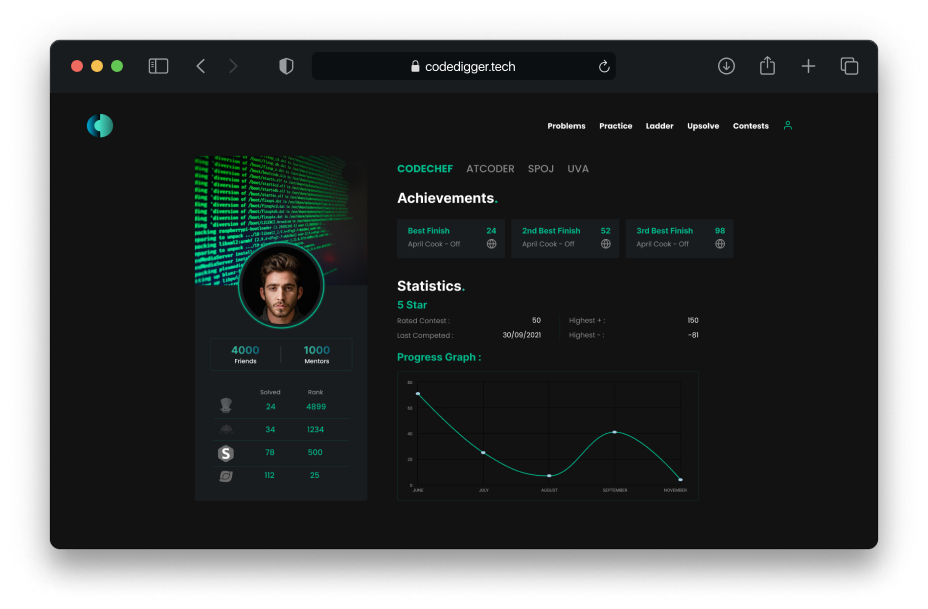 codedigger.tech
Problems Practice Ladder Upsolve Contests
CODECHEF ATCODER SPOJ UVA
Achievements.
Best Finish 24
April Cook - Off
2nd Best Finish 52
April Cook - Off
3rd Best Finish 98
April Cook - Off
Statistics.
5 Star
Rated Contest : 50
Last Competed : 30/09/2021
Highest + : 150
Highest - : -81
Progress Graph :
80
60
40
20
0
JUNE JULY AUGUST SEPTEMBER NOVEMBER
4000 1000
Friends Mentors
Solved Rank
24 4899
34 1234
S 78 500
112 25